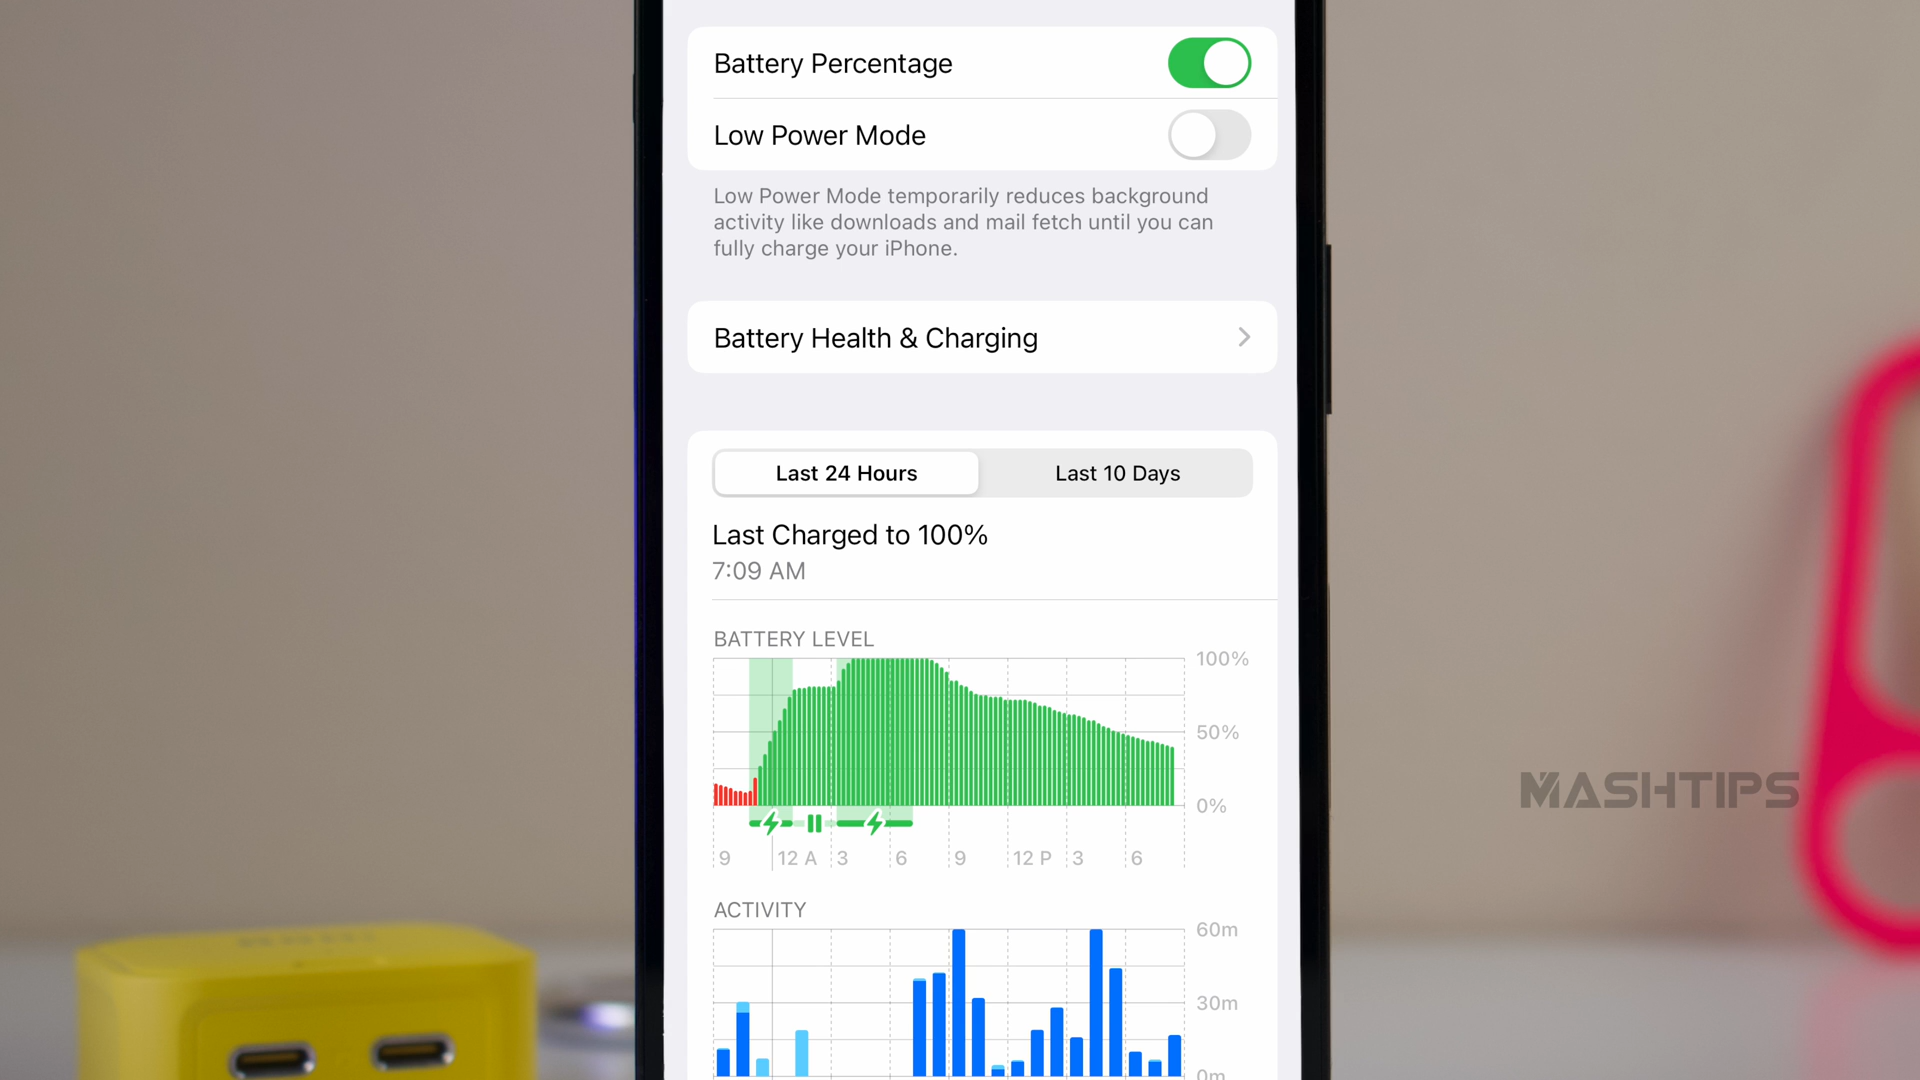 Battery Percentage
Low Power Mode
Low Power Mode temporarily reduces background
activity like downloads and mail fetch until you can
fully charge your iPhone.
Battery Health & Charging
Last 24 Hours Last 10 Days
Last Charged to 100%
7:09 AM
BATTERY LEVEL
100%
50%
0%
9 12 A 3 6 9 12 P 3 6
ACTIVITY
60m
30m
0m
MASHTIPS